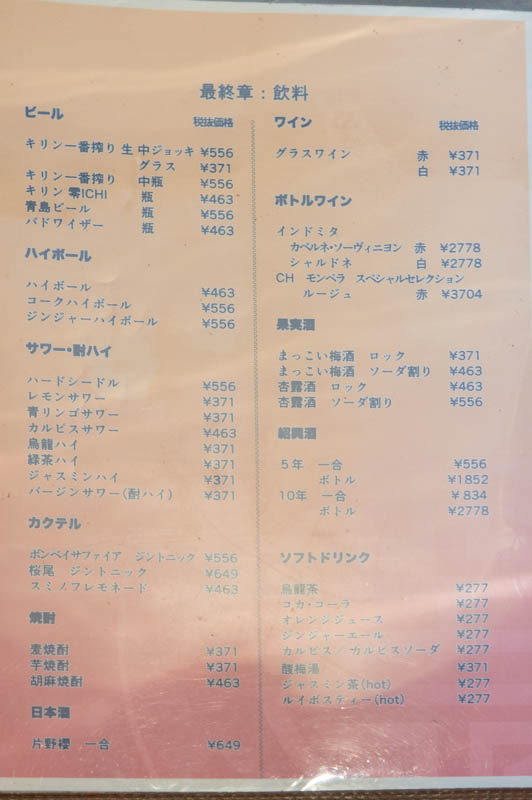 最終章：飲料
ビール
税抜価格
キリン一番搾り 生 中ジョッキ ¥556
グラス ¥371
キリン一番搾り 中瓶 ¥556
キリン 零ICHI 瓶 ¥463
青島ビール 瓶 ¥556
バドワイザー 瓶 ¥463
ハイボール
ハイボール ¥463
コークハイボール ¥556
ジンジャーハイボール ¥556
サワー・酎ハイ
ハードシードル ¥556
レモンサワー ¥371
青リンゴサワー ¥371
カルピスサワー ¥463
烏龍ハイ ¥371
緑茶ハイ ¥371
ジャスミンハイ ¥371
バージンサワー(酎ハイ) ¥371
カクテル
ボンベイサファイア ジントニック ¥556
桜尾 ジントニック ¥649
スミノフレモネード ¥463
焼酎
麦焼酎 ¥371
芋焼酎 ¥371
胡麻焼酎 ¥463
日本酒
片野櫻 一合 ¥649
ワイン
税抜価格
グラスワイン 赤 ¥371
白 ¥371
ボトルワイン
インドミタ
カベルネ・ソーヴィニヨン 赤 ¥2778
シャルドネ 白 ¥2778
CH モンペラ スペシャルセレクション
ルージュ 赤 ¥3704
果実酒
まっこい梅酒 ロック ¥371
まっこい梅酒 ソーダ割り ¥463
杏露酒 ロック ¥463
杏露酒 ソーダ割り ¥556
紹興酒
5年 一合 ¥556
ボトル ¥1852
10年 一合 ¥834
ボトル ¥2778
ソフトドリンク
烏龍茶 ¥277
コカ・コーラ ¥277
オレンジジュース ¥277
ジンジャーエール ¥277
カルピス／カルピスソーダ ¥277
酸梅湯 ¥371
ジャスミン茶(hot) ¥277
ルイボスティー(hot) ¥277